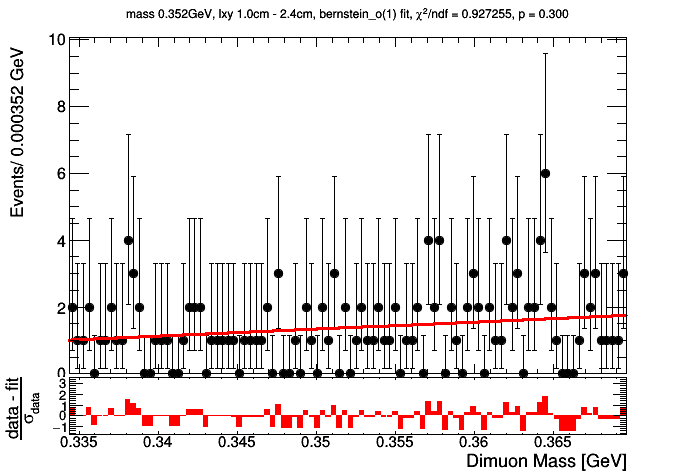 mass 0.352GeV, lxy 1.0cm - 2.4cm, bernstein_o(1) fit, χ²/ndf = 0.927255, p = 0.300
Events/ 0.000352 GeV
10
8
6
4
2
0
data - fit
σdata
3
2
1
0
−1
0.335 0.34 0.345 0.35 0.355 0.36 0.365
Dimuon Mass [GeV]